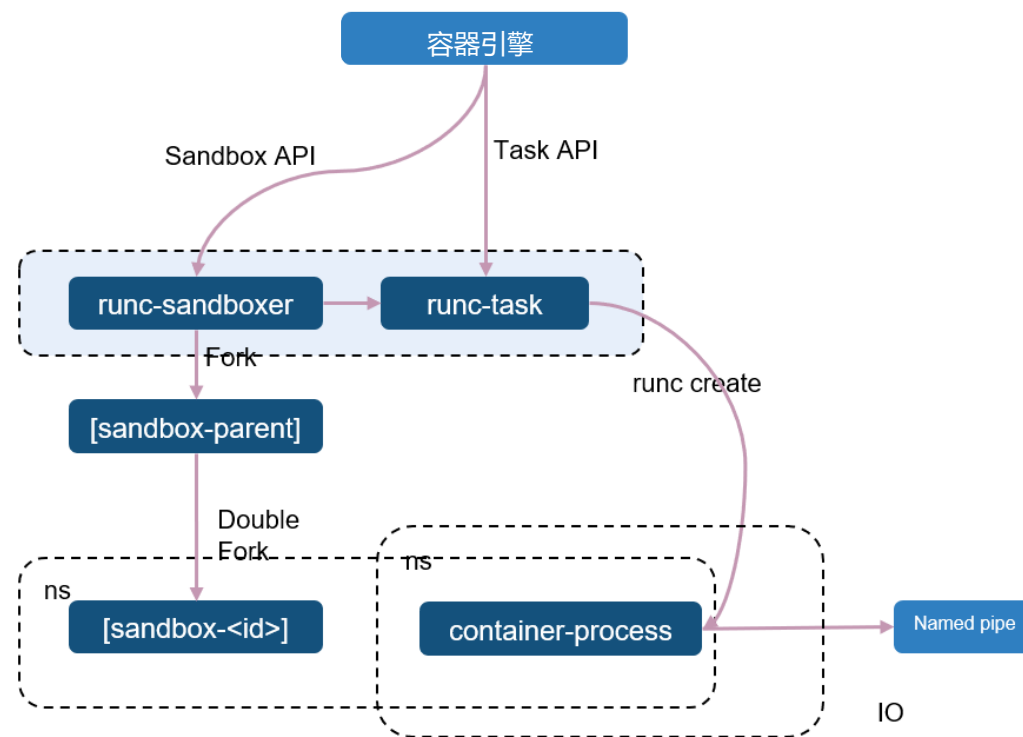 容器引擎
Sandbox API
Task API
runc-sandboxer
runc-task
Fork
runc create
[sandbox-parent]
Double
Fork
ns
ns
[sandbox-<id>]
container-process
Named pipe
IO